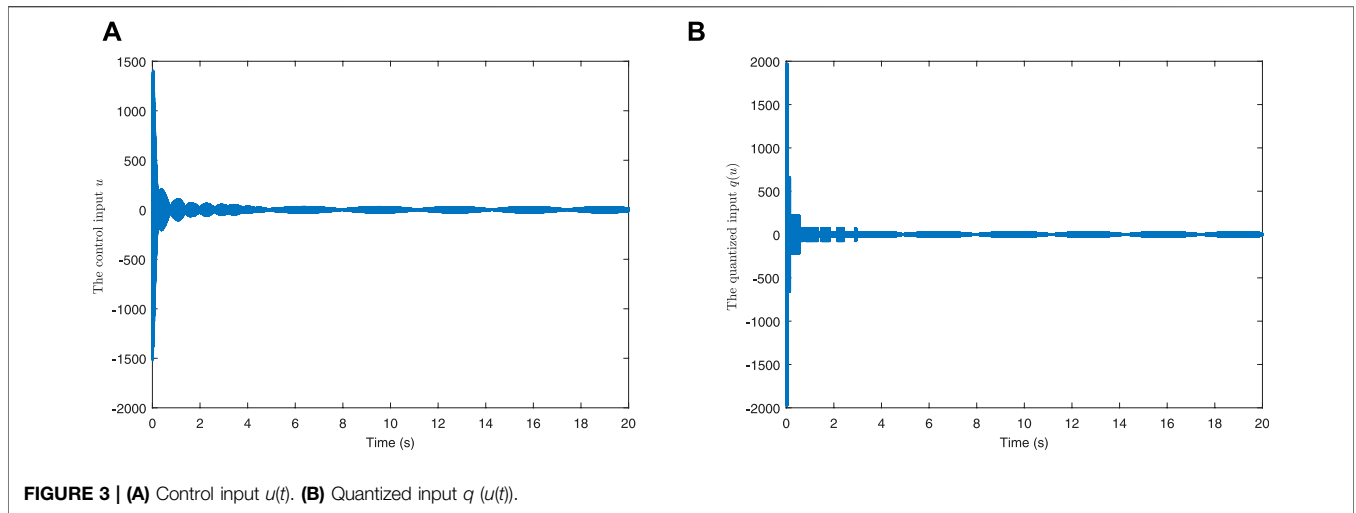 A
1500
1000
500
0
-500
-1000
-1500
-2000
The control input u
0 2 4 6 8 10 12 14 16 18 20
Time (s)
B
2000
1500
1000
500
0
-500
-1000
-1500
-2000
The quantized input q(u)
0 2 4 6 8 10 12 14 16 18 20
Time (s)
FIGURE 3 | (A) Control input u(t). (B) Quantized input q (u(t)).